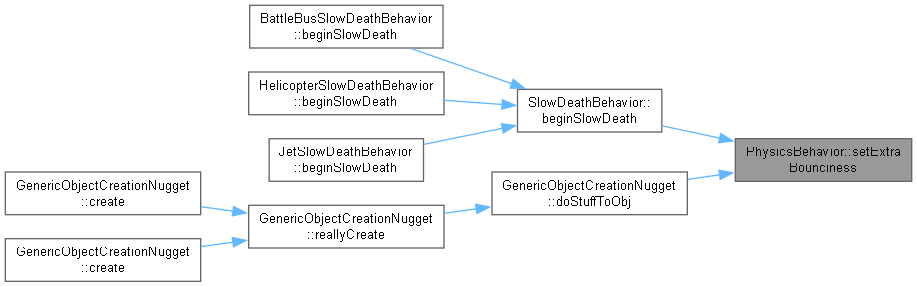 BattleBusSlowDeathBehavior
::beginSlowDeath
HelicopterSlowDeathBehavior
::beginSlowDeath
SlowDeathBehavior::
beginSlowDeath
JetSlowDeathBehavior
::beginSlowDeath
PhysicsBehavior::setExtra
Bounciness
GenericObjectCreationNugget
::create
GenericObjectCreationNugget
::doStuffToObj
GenericObjectCreationNugget
::reallyCreate
GenericObjectCreationNugget
::create